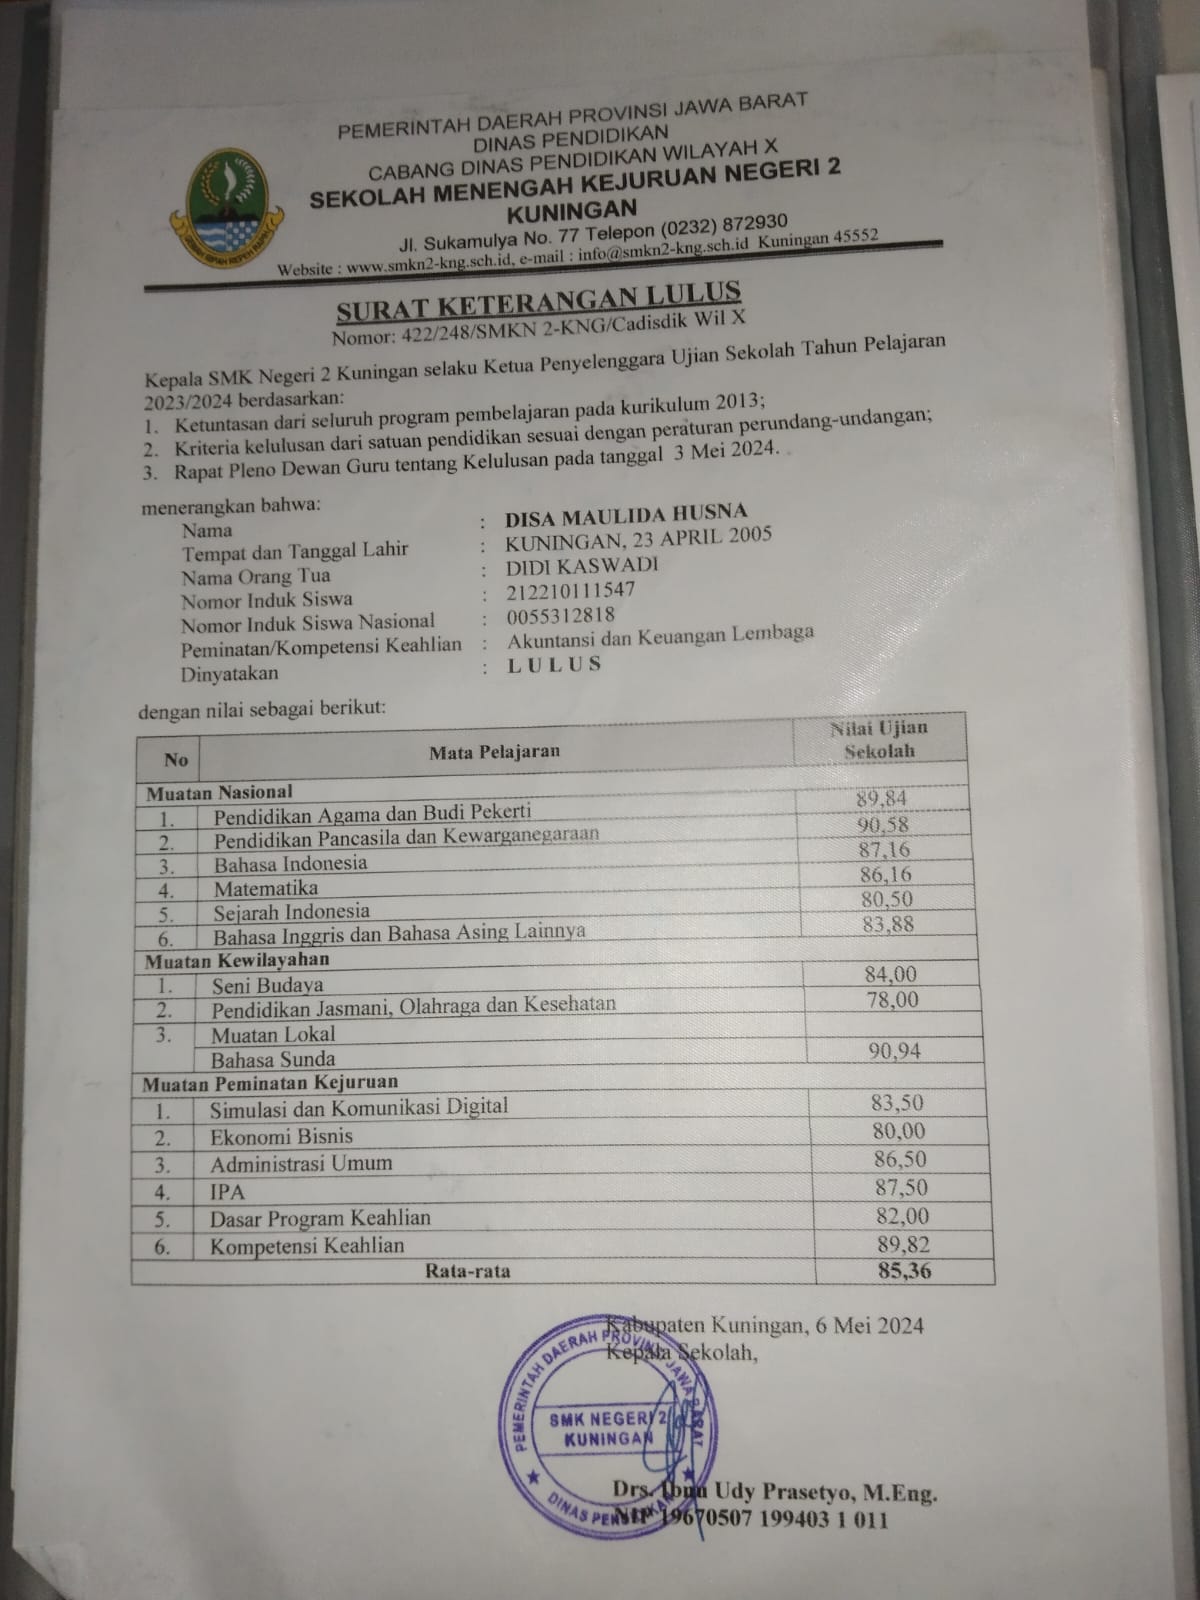 PEMERINTAH DAERAH PROVINSI JAWA BARAT
DINAS PENDIDIKAN
CABANG DINAS PENDIDIKAN WILAYAH X
SEKOLAH MENENGAH KEJURUAN NEGERI 2
KUNINGAN
Jl. Sukamulya No. 77 Telepon (0232) 872930
Website : www.smkn2-kng.sch.id, e-mail : info@smkn2-kng.sch.id Kuningan 45552
SURAT KETERANGAN LULUS
Nomor: 422/248/SMKN 2-KNG/Cadisdik Wil X
Kepala SMK Negeri 2 Kuningan selaku Ketua Penyelenggara Ujian Sekolah Tahun Pelajaran
2023/2024 berdasarkan:
1. Ketuntasan dari seluruh program pembelajaran pada kurikulum 2013;
2. Kriteria kelulusan dari satuan pendidikan sesuai dengan peraturan perundang-undangan;
3. Rapat Pleno Dewan Guru tentang Kelulusan pada tanggal 3 Mei 2024.
menerangkan bahwa:
Nama : DISA MAULIDA HUSNA
Tempat dan Tanggal Lahir : KUNINGAN, 23 APRIL 2005
Nama Orang Tua : DIDI KASWADI
Nomor Induk Siswa : 212210111547
Nomor Induk Siswa Nasional : 0055312818
Peminatan/Kompetensi Keahlian : Akuntansi dan Keuangan Lembaga
Dinyatakan : L U L U S
dengan nilai sebagai berikut:
No Mata Pelajaran Nilai Ujian Sekolah
Muatan Nasional
1. Pendidikan Agama dan Budi Pekerti 89,84
2. Pendidikan Pancasila dan Kewarganegaraan 90,58
3. Bahasa Indonesia 87,16
4. Matematika 86,16
5. Sejarah Indonesia 80,50
6. Bahasa Inggris dan Bahasa Asing Lainnya 83,88
Muatan Kewilayahan
1. Seni Budaya 84,00
2. Pendidikan Jasmani, Olahraga dan Kesehatan 78,00
3. Muatan Lokal
Bahasa Sunda 90,94
Muatan Peminatan Kejuruan
1. Simulasi dan Komunikasi Digital 83,50
2. Ekonomi Bisnis 80,00
3. Administrasi Umum 86,50
4. IPA 87,50
5. Dasar Program Keahlian 82,00
6. Kompetensi Keahlian 89,82
Rata-rata 85,36
Kabupaten Kuningan, 6 Mei 2024
Kepala Sekolah,
PEMERINTAH DAERAH PROVINSI JAWA BARAT
SMK NEGERI 2
KUNINGAN
DINAS PENDIDIKAN
Drs. Ibnu Udy Prasetyo, M.Eng.
NIP 19670507 199403 1 011